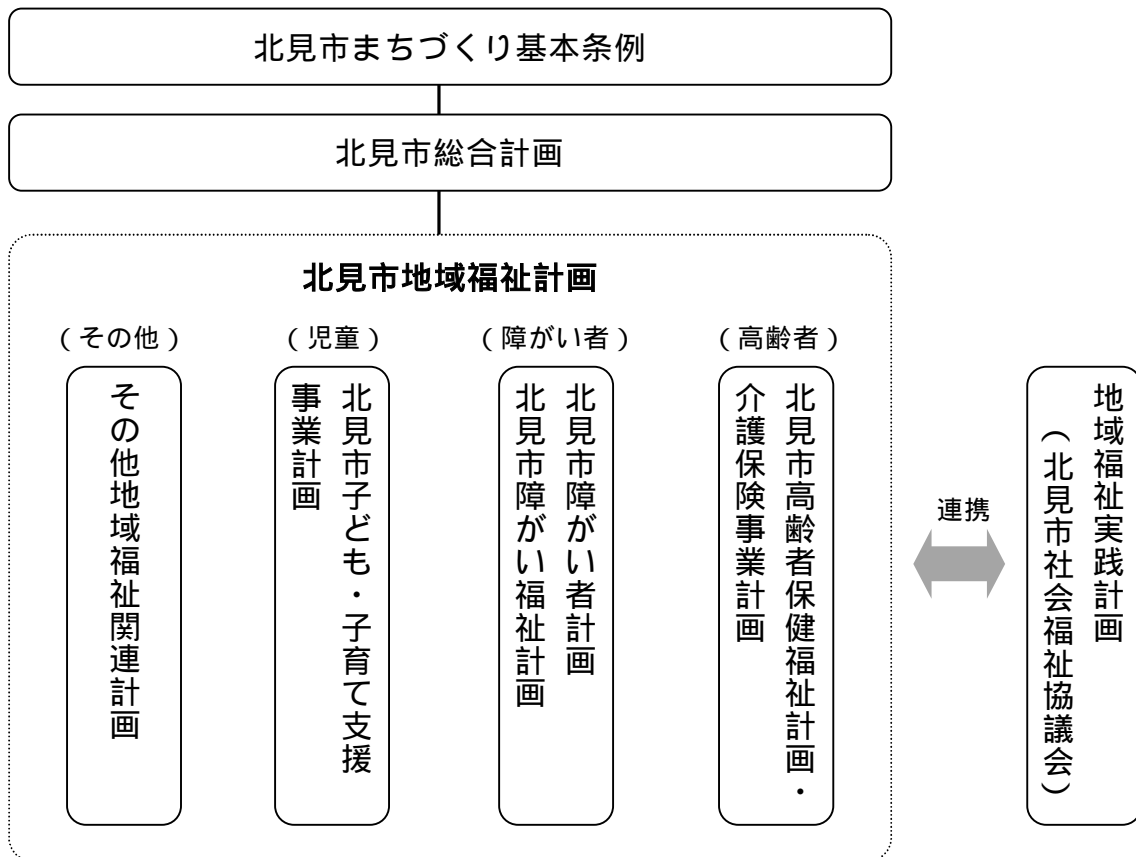 北見市まちづくり基本条例
北見市総合計画
北見市地域福祉計画
（高齢者）
北見市高齢者保健福祉計画・
介護保険事業計画
（障がい者）
北見市障がい者計画
北見市障がい福祉計画
（児童）
北見市子ども・子育て支援
事業計画
（その他）
その他地域福祉関連計画
連携
地域福祉実践計画
（北見市社会福祉協議会）